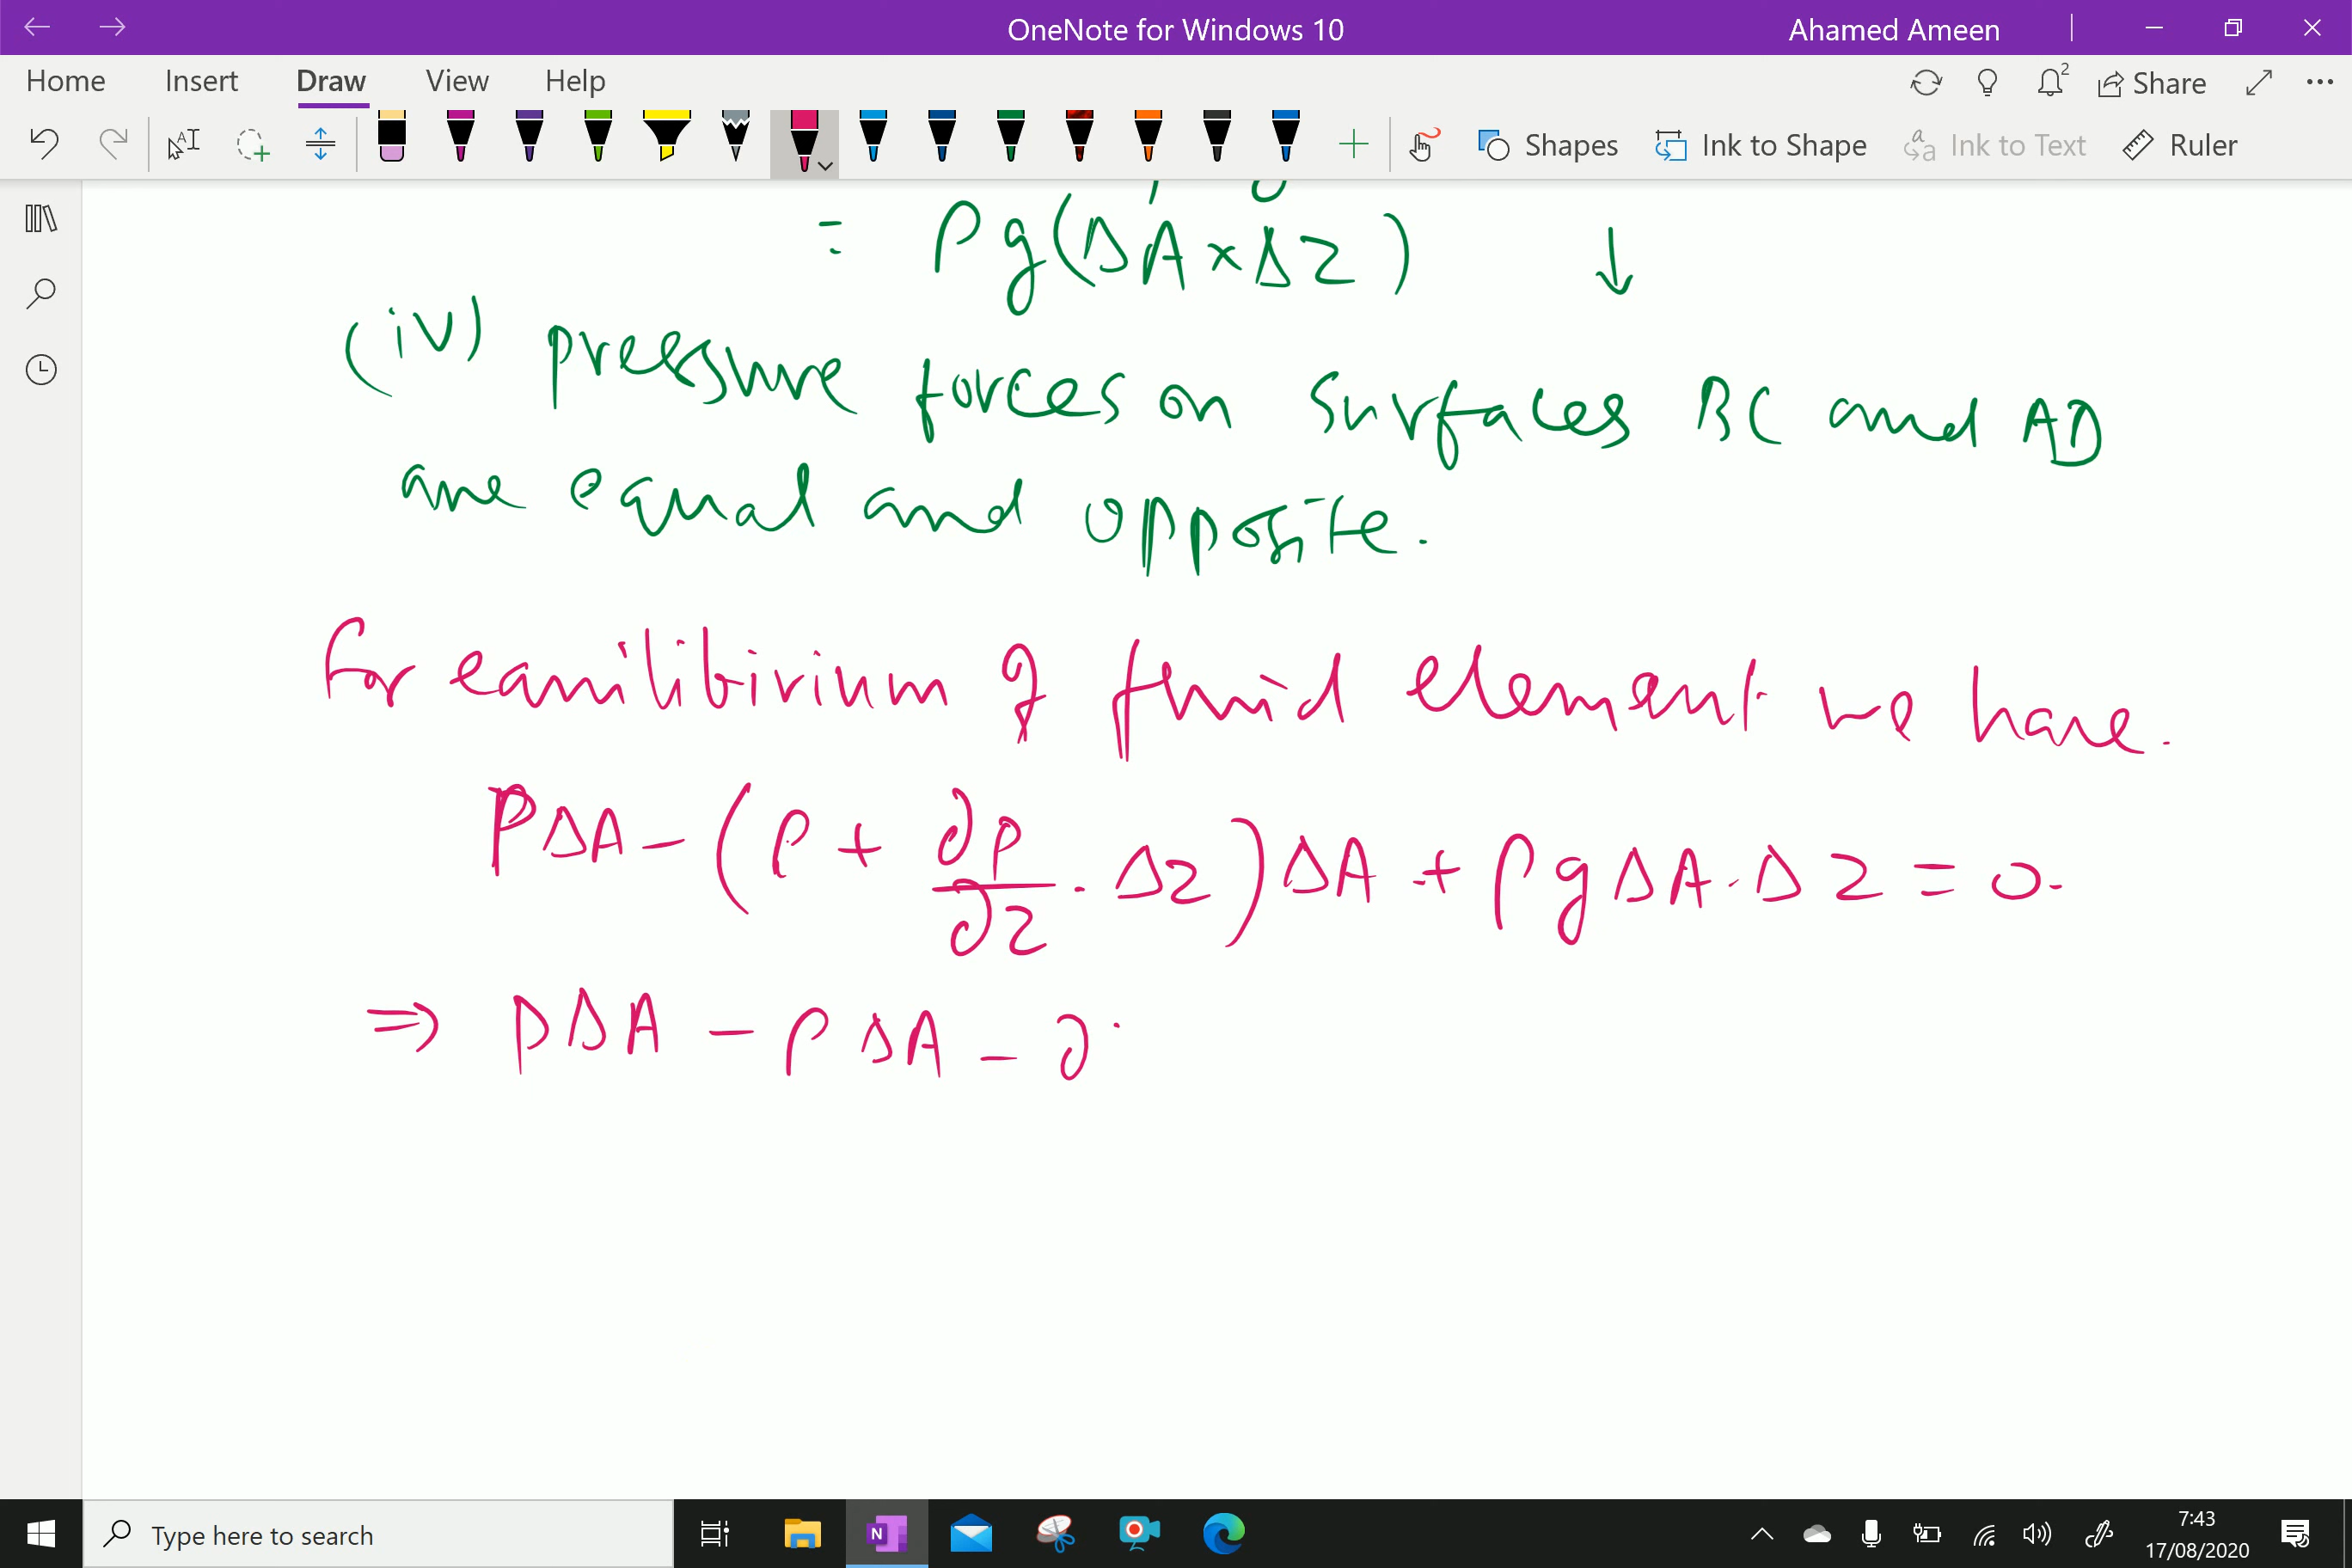 OneNote for Windows 10
Ahamed Ameen
Home Insert Draw View Help
2 Share
Shapes Ink to Shape Ink to Text Ruler
= ρg(ΔA×ΔZ) ↓
(iv) pressure forces on surfaces BC and AD
are equal and opposite.
For equilibirium of fluid element we have.
PΔA - (P + ∂P/∂Z · ΔZ)ΔA + ρgΔA·ΔZ = 0.
⇒ PΔA - PΔA - ∂
Type here to search
7:43
17/08/2020